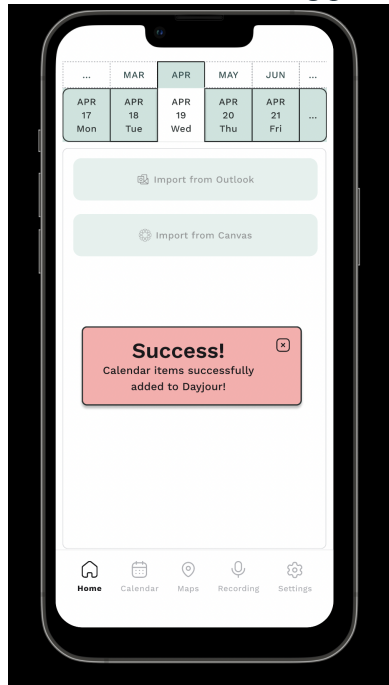 ... MAR APR MAY JUN ...
APR APR APR APR APR
17 18 19 20 21 ...
Mon Tue Wed Thu Fri
Import from Outlook
Import from Canvas
Success!
Calendar items successfully
added to Dayjour!
Home Calendar Maps Recording Settings